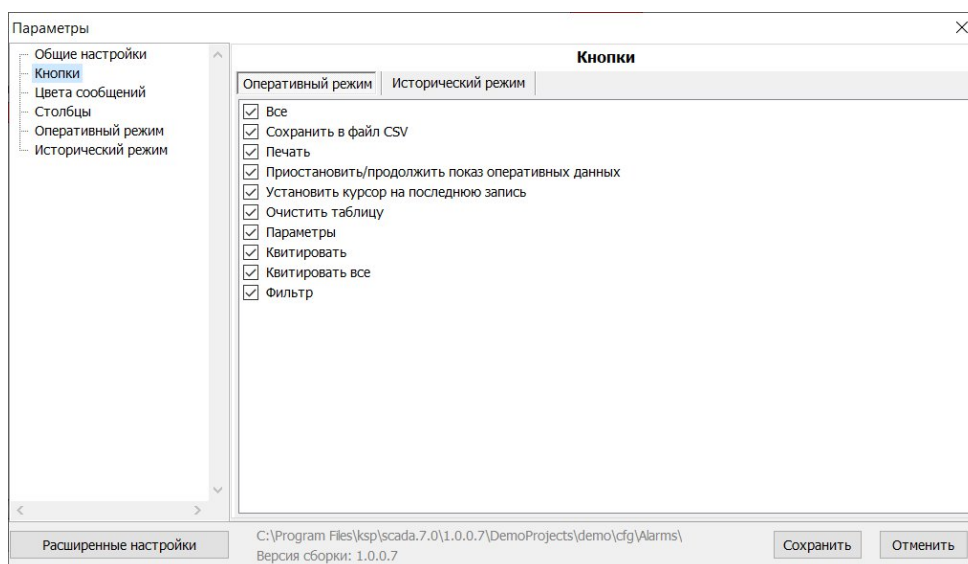 Параметры
Общие настройки
Кнопки
Цвета сообщений
Столбцы
Оперативный режим
Исторический режим
Кнопки
Оперативный режим Исторический режим
Все
Сохранить в файл CSV
Печать
Приостановить/продолжить показ оперативных данных
Установить курсор на последнюю запись
Очистить таблицу
Параметры
Квитировать
Квитировать все
Фильтр
Расширенные настройки
C:\Program Files\ksp\scada.7.0\1.0.0.7\DemoProjects\demo\cfg\Alarms\
Версия сборки: 1.0.0.7
Сохранить Отменить